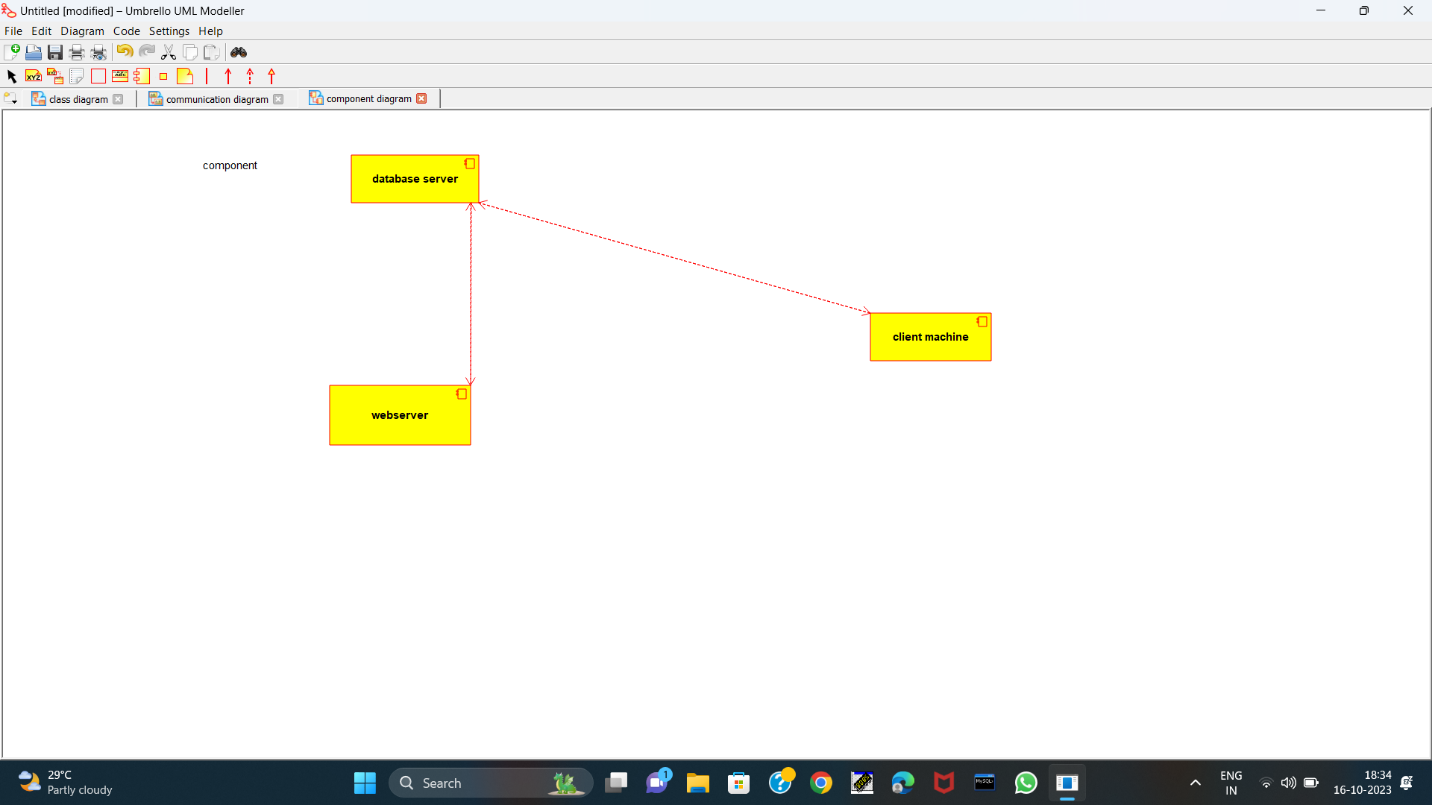 Untitled [modified] – Umbrello UML Modeller
File Edit Diagram Code Settings Help
class diagram communication diagram component diagram
component
database server
client machine
webserver
29°C
Partly cloudy
Search
1
ENG
IN
18:34
16-10-2023